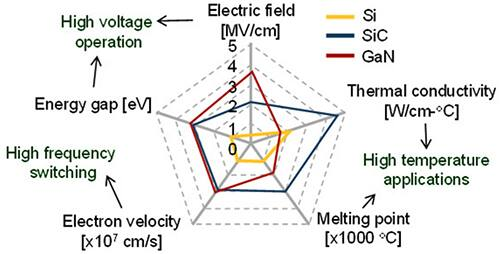 High voltage
operation
Electric field
[MV/cm]
Si
SiC
GaN
5
4
3
2
1
0
Energy gap [eV]
Thermal conductivity
[W/cm-°C]
High frequency
switching
High temperature
applications
Electron velocity
[x10⁷ cm/s]
Melting point
[x1000 °C]